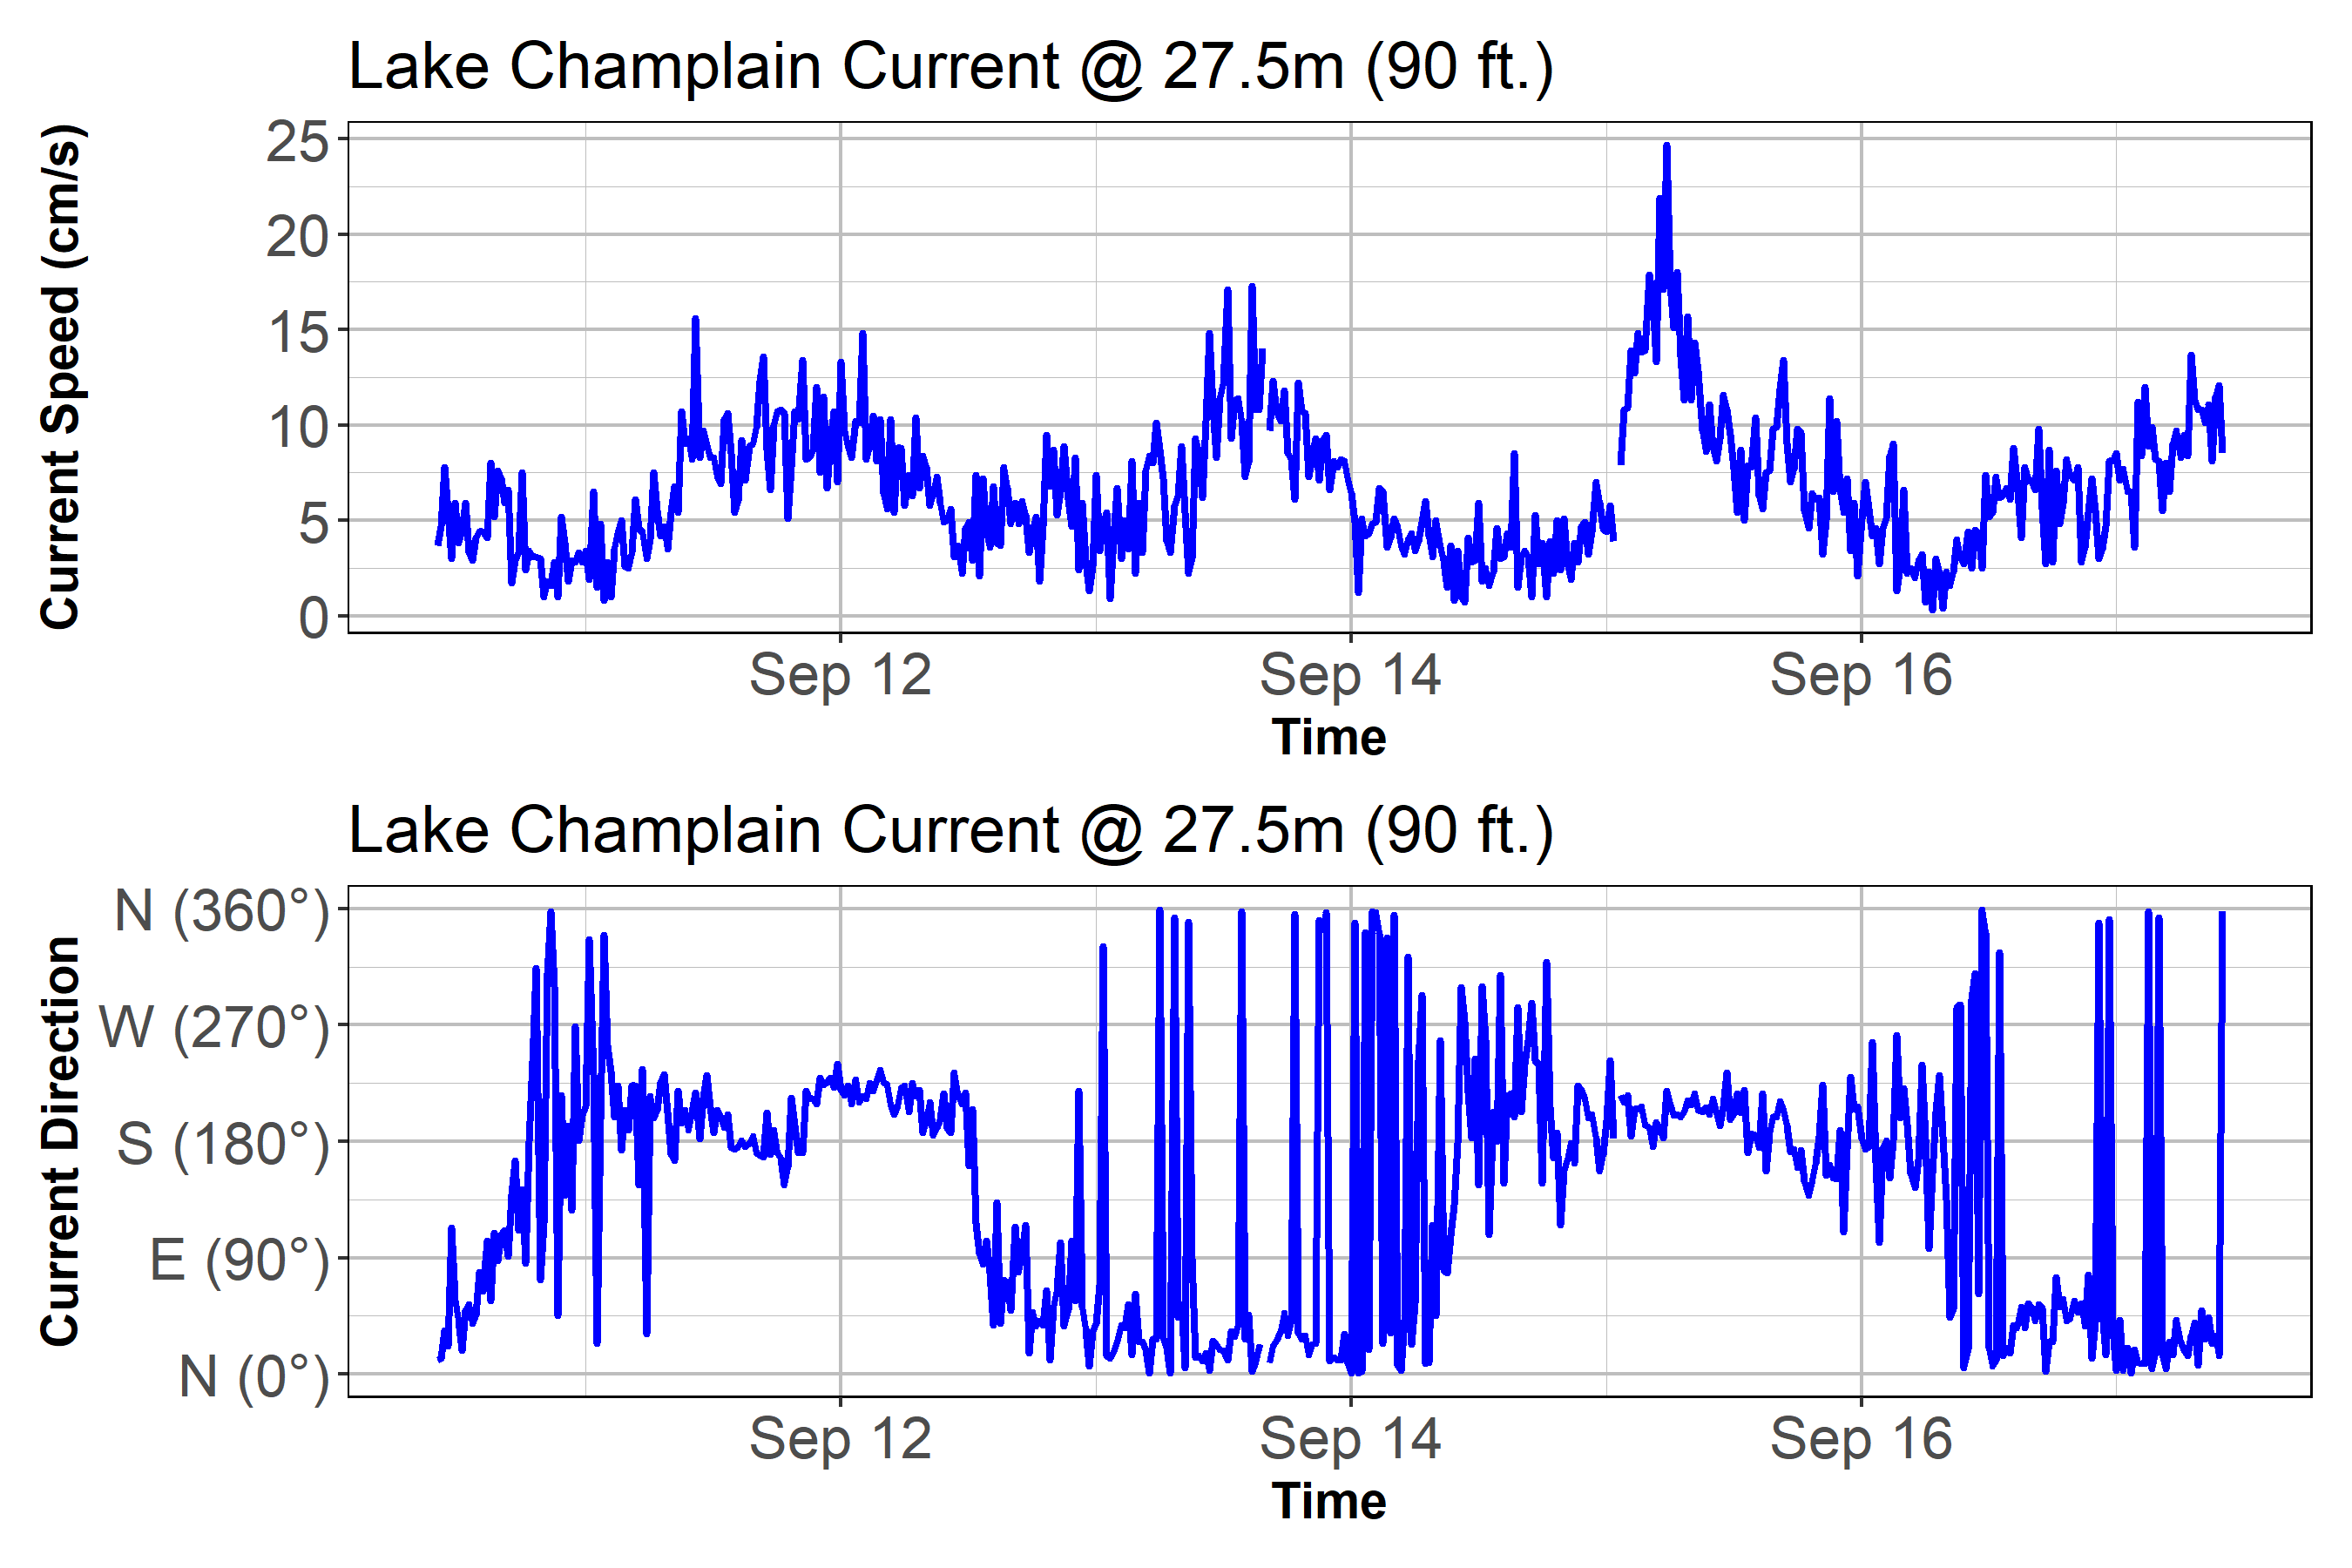 Lake Champlain Current @ 27.5m (90 ft.)
Current Speed (cm/s)
25
20
15
10
5
0
Sep 12 Sep 14 Sep 16
Time
Lake Champlain Current @ 27.5m (90 ft.)
Current Direction
N (360°)
W (270°)
S (180°)
E (90°)
N (0°)
Sep 12 Sep 14 Sep 16
Time